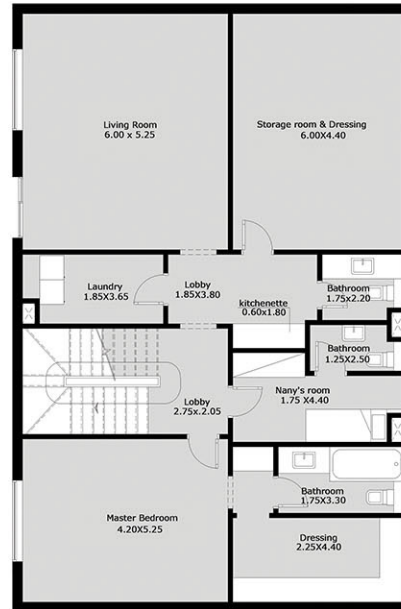 Living Room
6.00 x 5.25
Storage room & Dressing
6.00X4.40
Laundry
1.85X3.65
Lobby
1.85X3.80
kitchenette
0.60x1.80
Bathroom
1.75x2.20
Bathroom
1.25X2.50
Lobby
2.75x.2.05
Nany's room
1.75 X4.40
Master Bedroom
4.20X5.25
Bathroom
1.75X3.30
Dressing
2.25X4.40